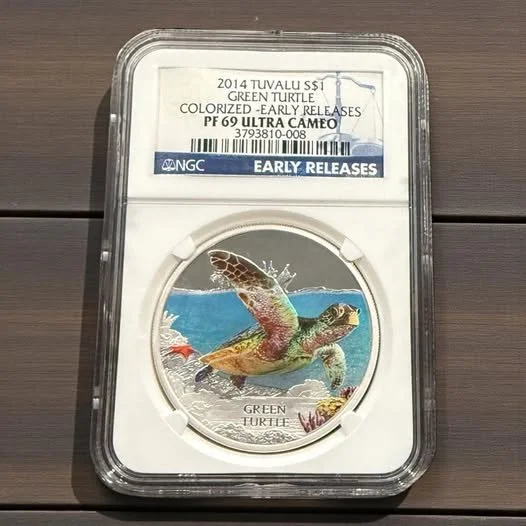 2014 TUVALU S$1
GREEN TURTLE
COLORIZED -EARLY RELEASES
PF 69 ULTRA CAMEO
3793810-008
NGC EARLY RELEASES
GREEN
TURTLE